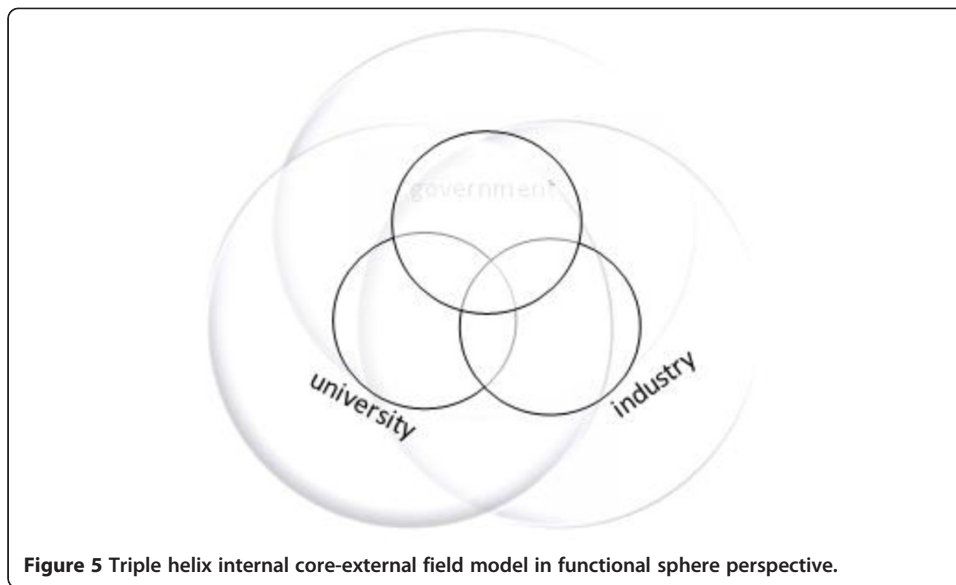 government
university
industry
Figure 5 Triple helix internal core-external field model in functional sphere perspective.